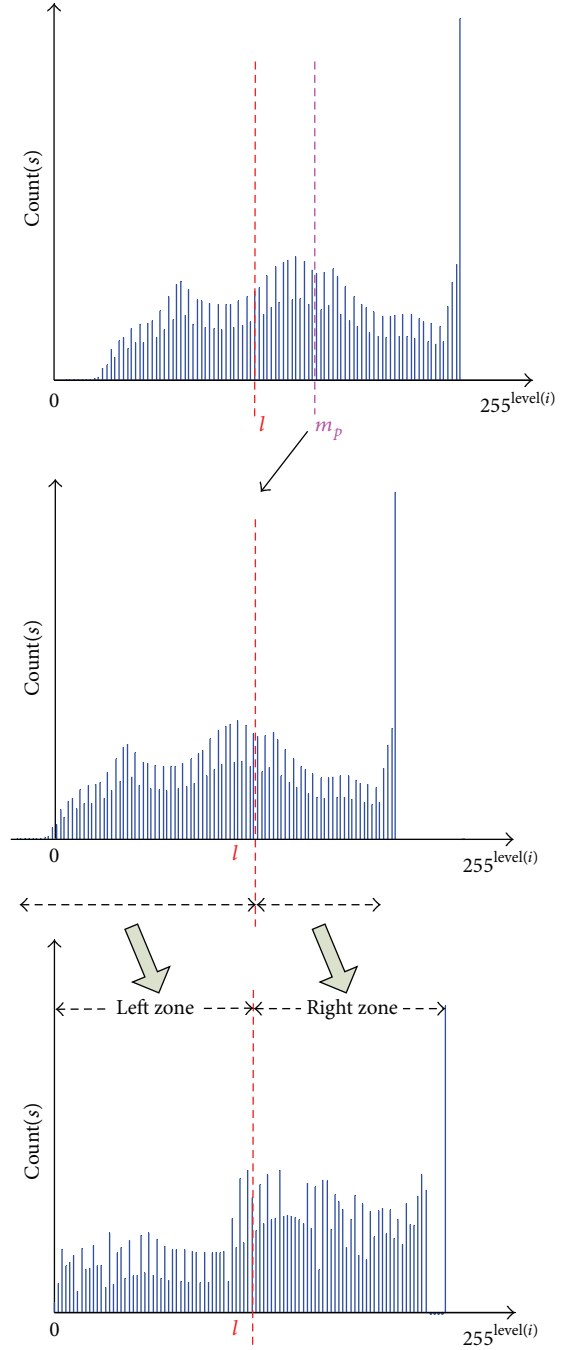 Count(s)
0
255level(i)
l
mp
Count(s)
0
l
255level(i)
Left zone
Right zone
Count(s)
0
l
255level(i)